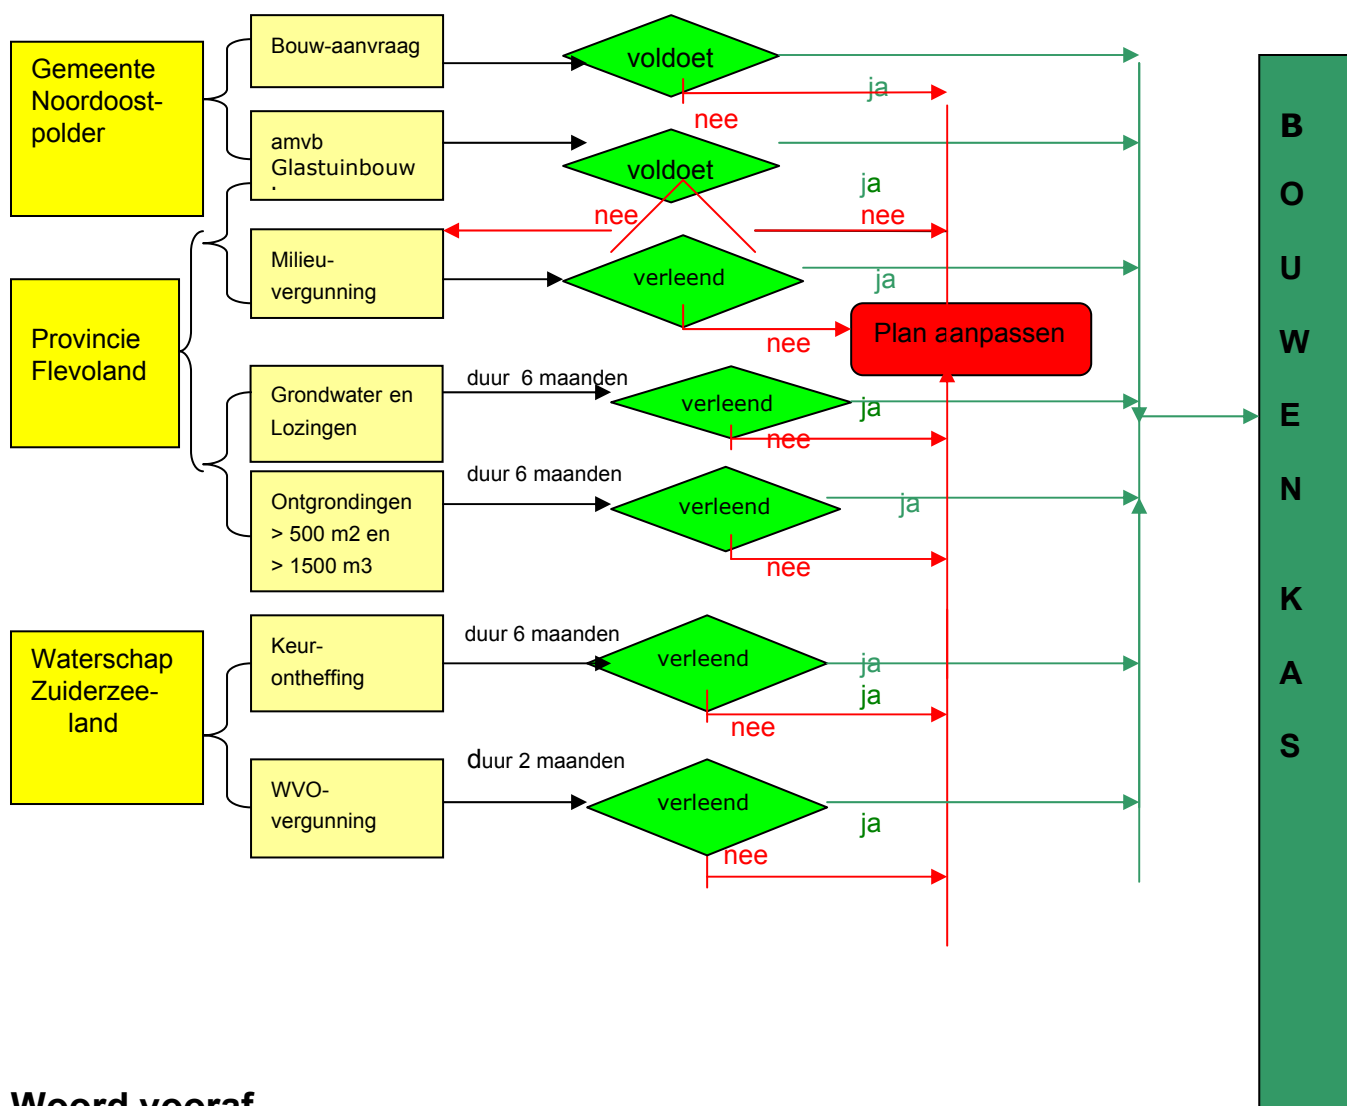 Gemeente
Noordoost-
polder
Bouw-aanvraag
voldoet
ja
nee
amvb
Glastuinbouw
voldoet
ja
nee
nee
Milieu-
vergunning
verleend
ja
nee
Plan aanpassen
Provincie
Flevoland
Grondwater en
Lozingen
duur 6 maanden
verleend
ja
nee
Ontgrondingen
> 500 m2 en
> 1500 m3
duur 6 maanden
verleend
ja
nee
Waterschap
Zuiderzee-
land
Keur-
ontheffing
duur 6 maanden
verleend
ja
ja
nee
WVO-
vergunning
duur 2 maanden
verleend
ja
nee
B
O
U
W
E
N
K
A
S
Woord vooraf